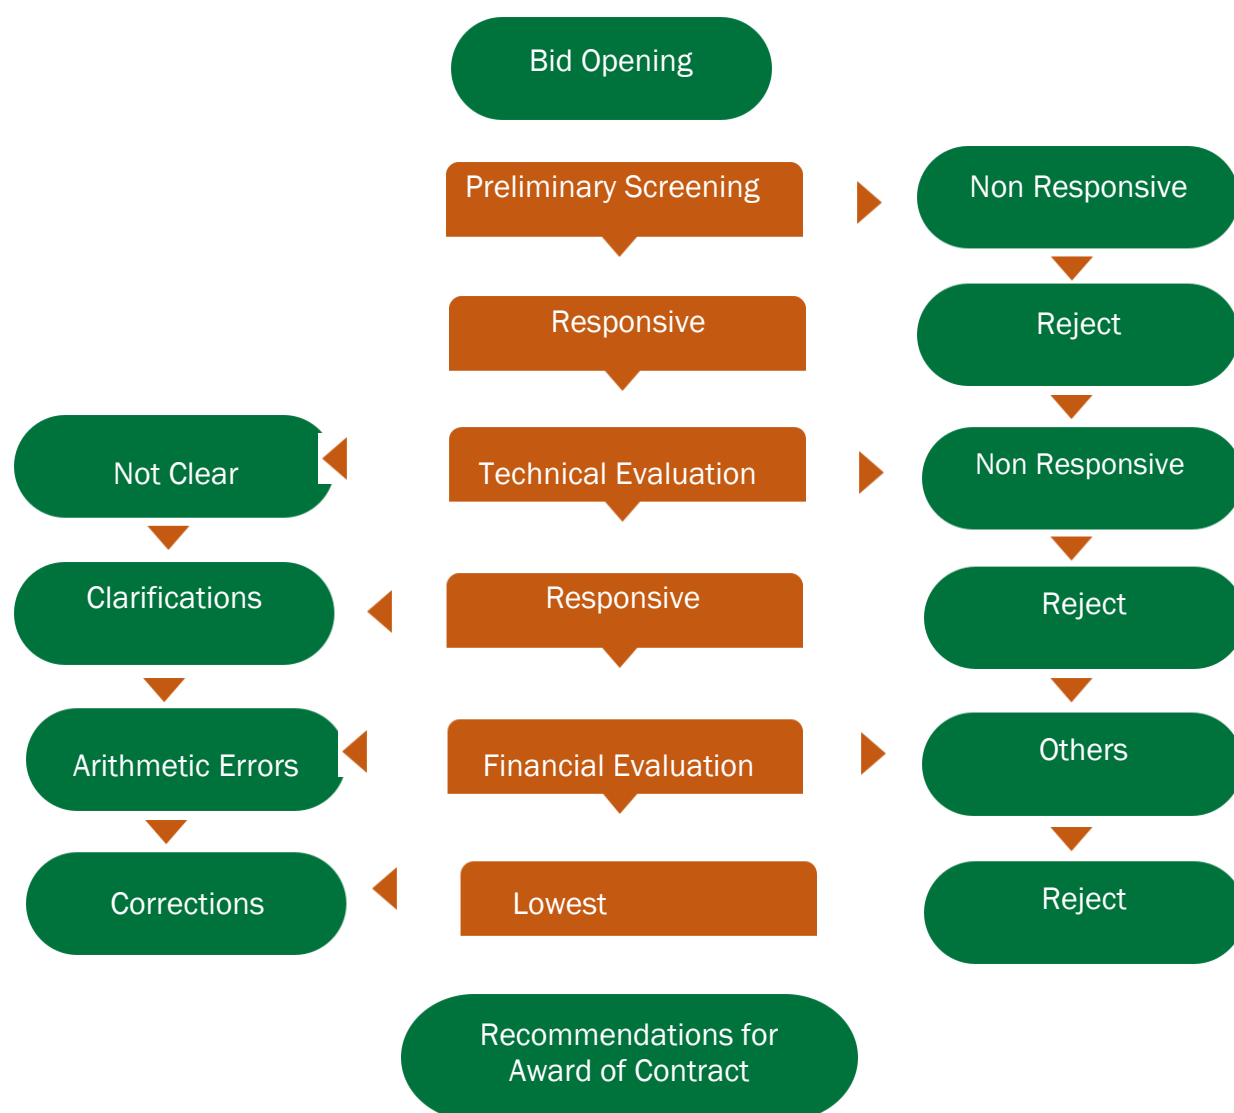 Bid Opening
Preliminary Screening
Non Responsive
Responsive
Reject
Not Clear
Technical Evaluation
Non Responsive
Clarifications
Responsive
Reject
Arithmetic Errors
Financial Evaluation
Others
Corrections
Lowest
Reject
Recommendations for
Award of Contract